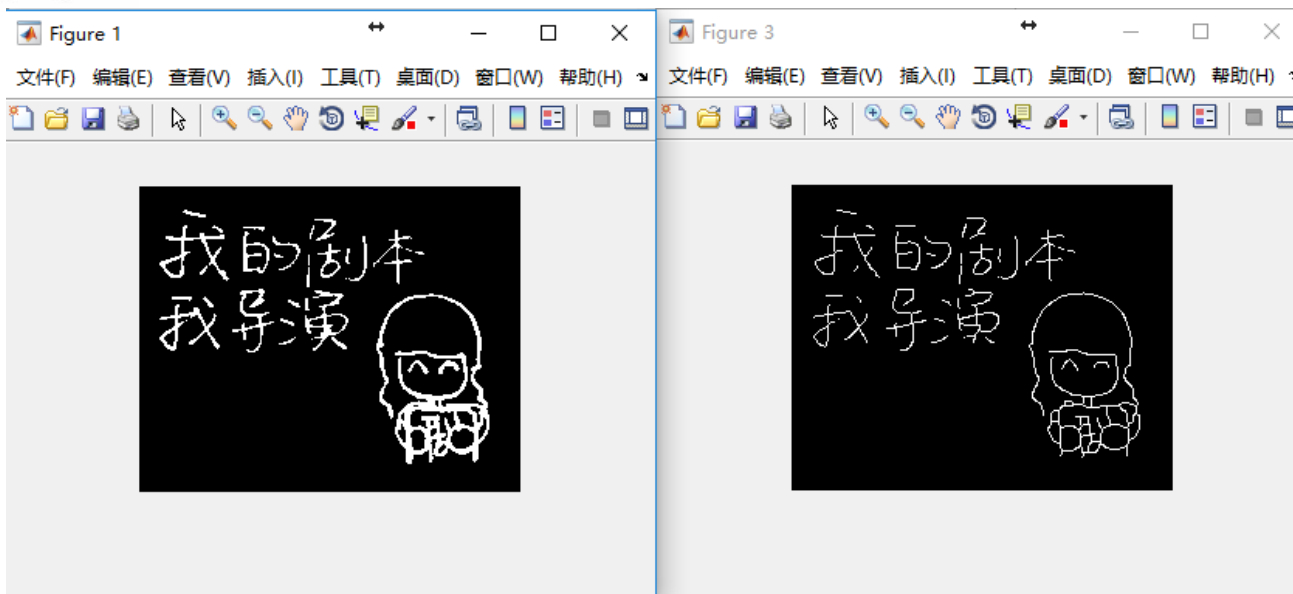 Figure 1
文件(F) 编辑(E) 查看(V) 插入(I) 工具(T) 桌面(D) 窗口(W) 帮助(H)
我的剧本
我导演
Figure 3
文件(F) 编辑(E) 查看(V) 插入(I) 工具(T) 桌面(D) 窗口(W) 帮助(H)
我的剧本
我导演